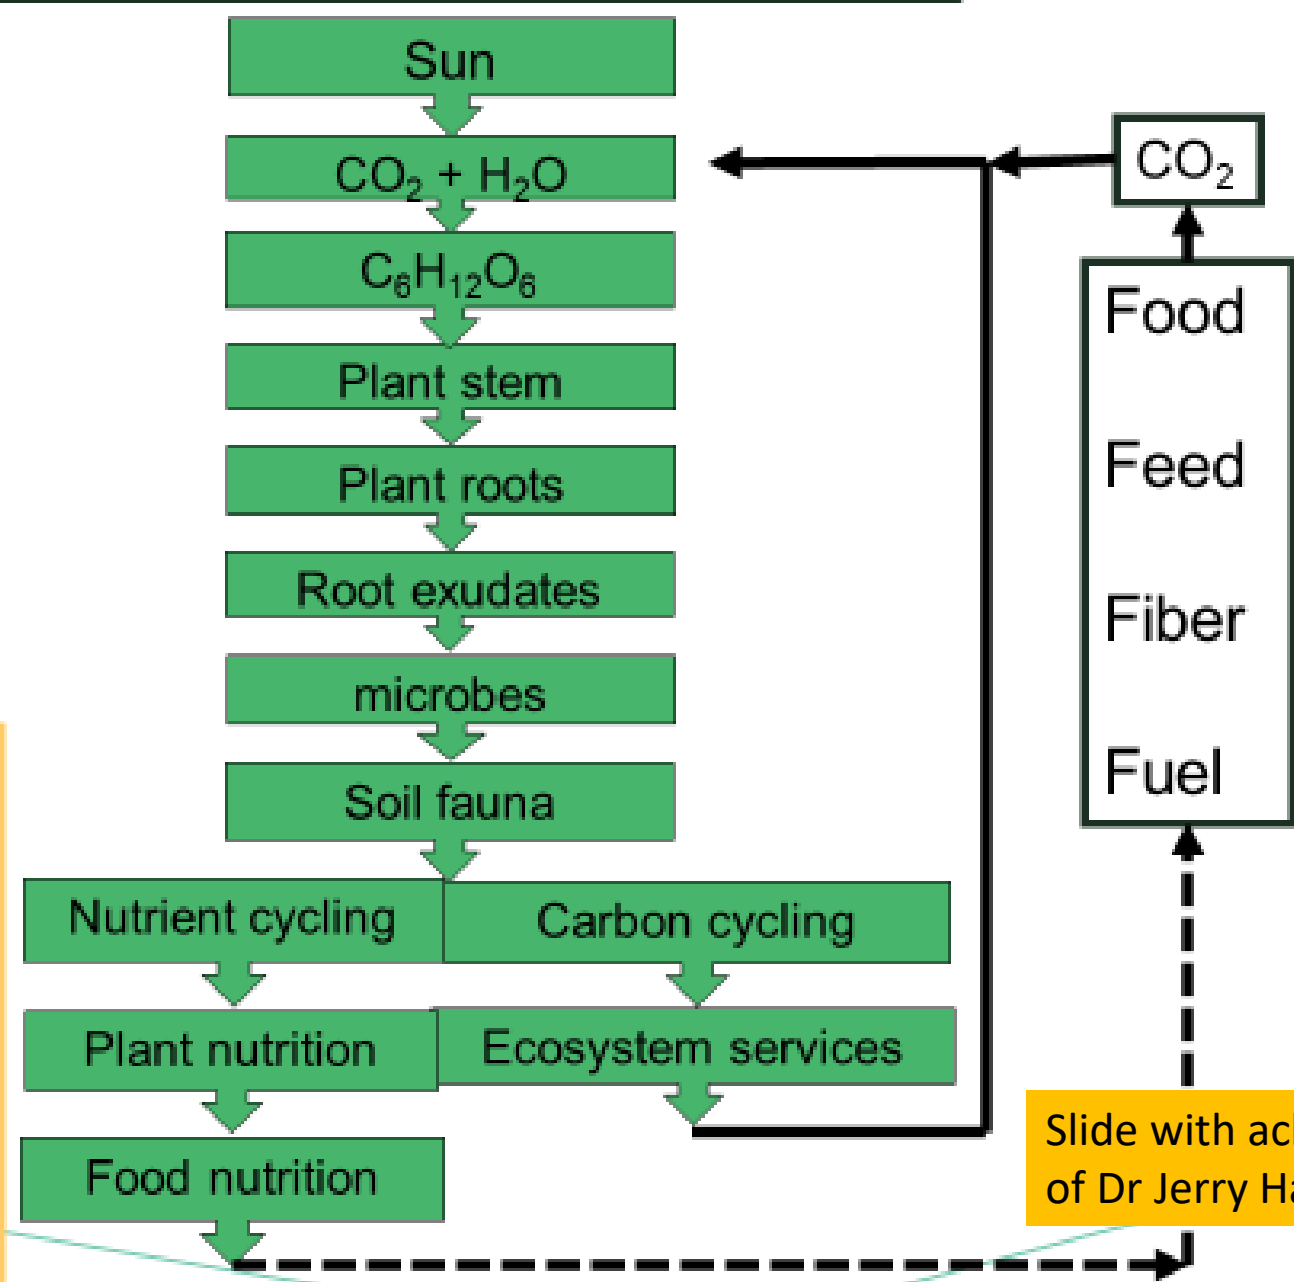 Sun
CO₂ + H₂O
CO₂
C₆H₁₂O₆
Food
Plant stem
Feed
Plant roots
Root exudates
Fiber
microbes
Fuel
Soil fauna
Nutrient cycling
Carbon cycling
Plant nutrition
Ecosystem services
Food nutrition
Slide with
of Dr Jerry